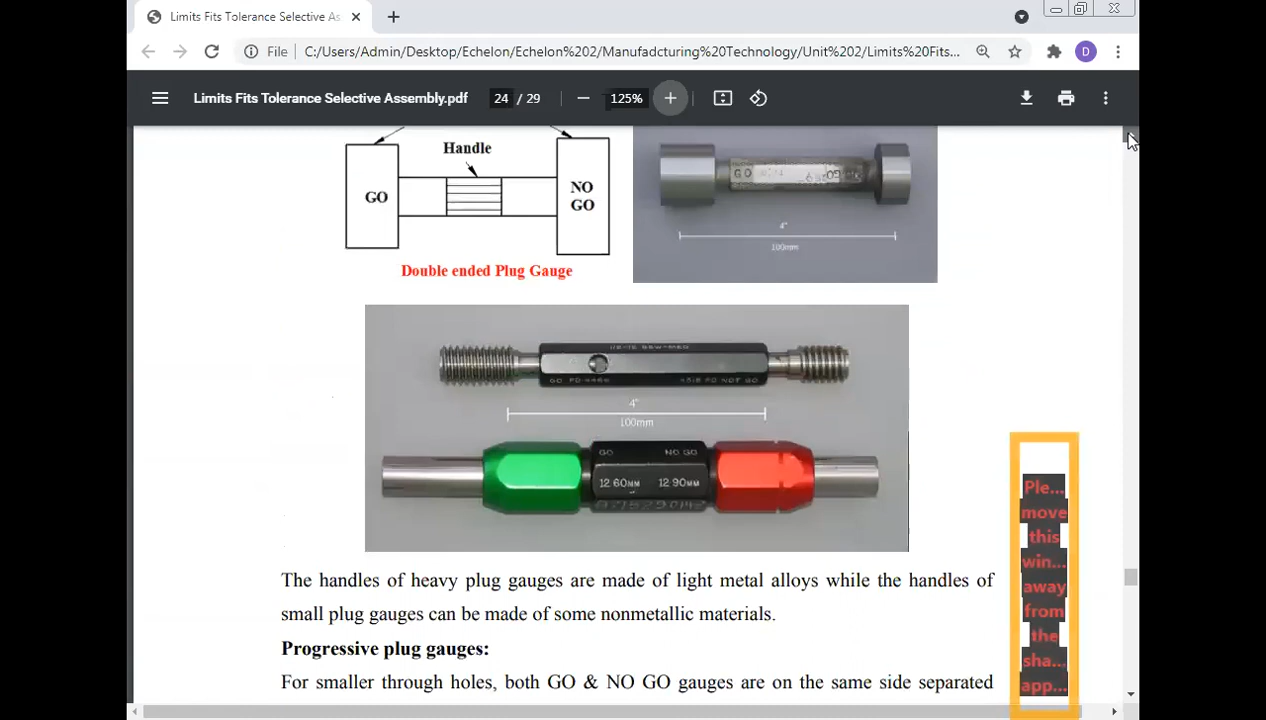 Limits Fits Tolerance Selective As
File C:/Users/Admin/Desktop/Echelon/Echelon%202/Manufadcturing%20Technology/Unit%202/Limits%20Fits...
D
Limits Fits Tolerance Selective Assembly.pdf 24 / 29 125%
Handle
GO
NO
GO
Double ended Plug Gauge
GO
4"
100mm
GO
NOT GO
4"
100mm
GO NO GO
12.60MM 12.90MM
The handles of heavy plug gauges are made of light metal alloys while the handles of
small plug gauges can be made of some nonmetallic materials.
Progressive plug gauges:
For smaller through holes, both GO & NO GO gauges are on the same side separated
Ple...
move
this
win...
away
from
the
sha...
app...